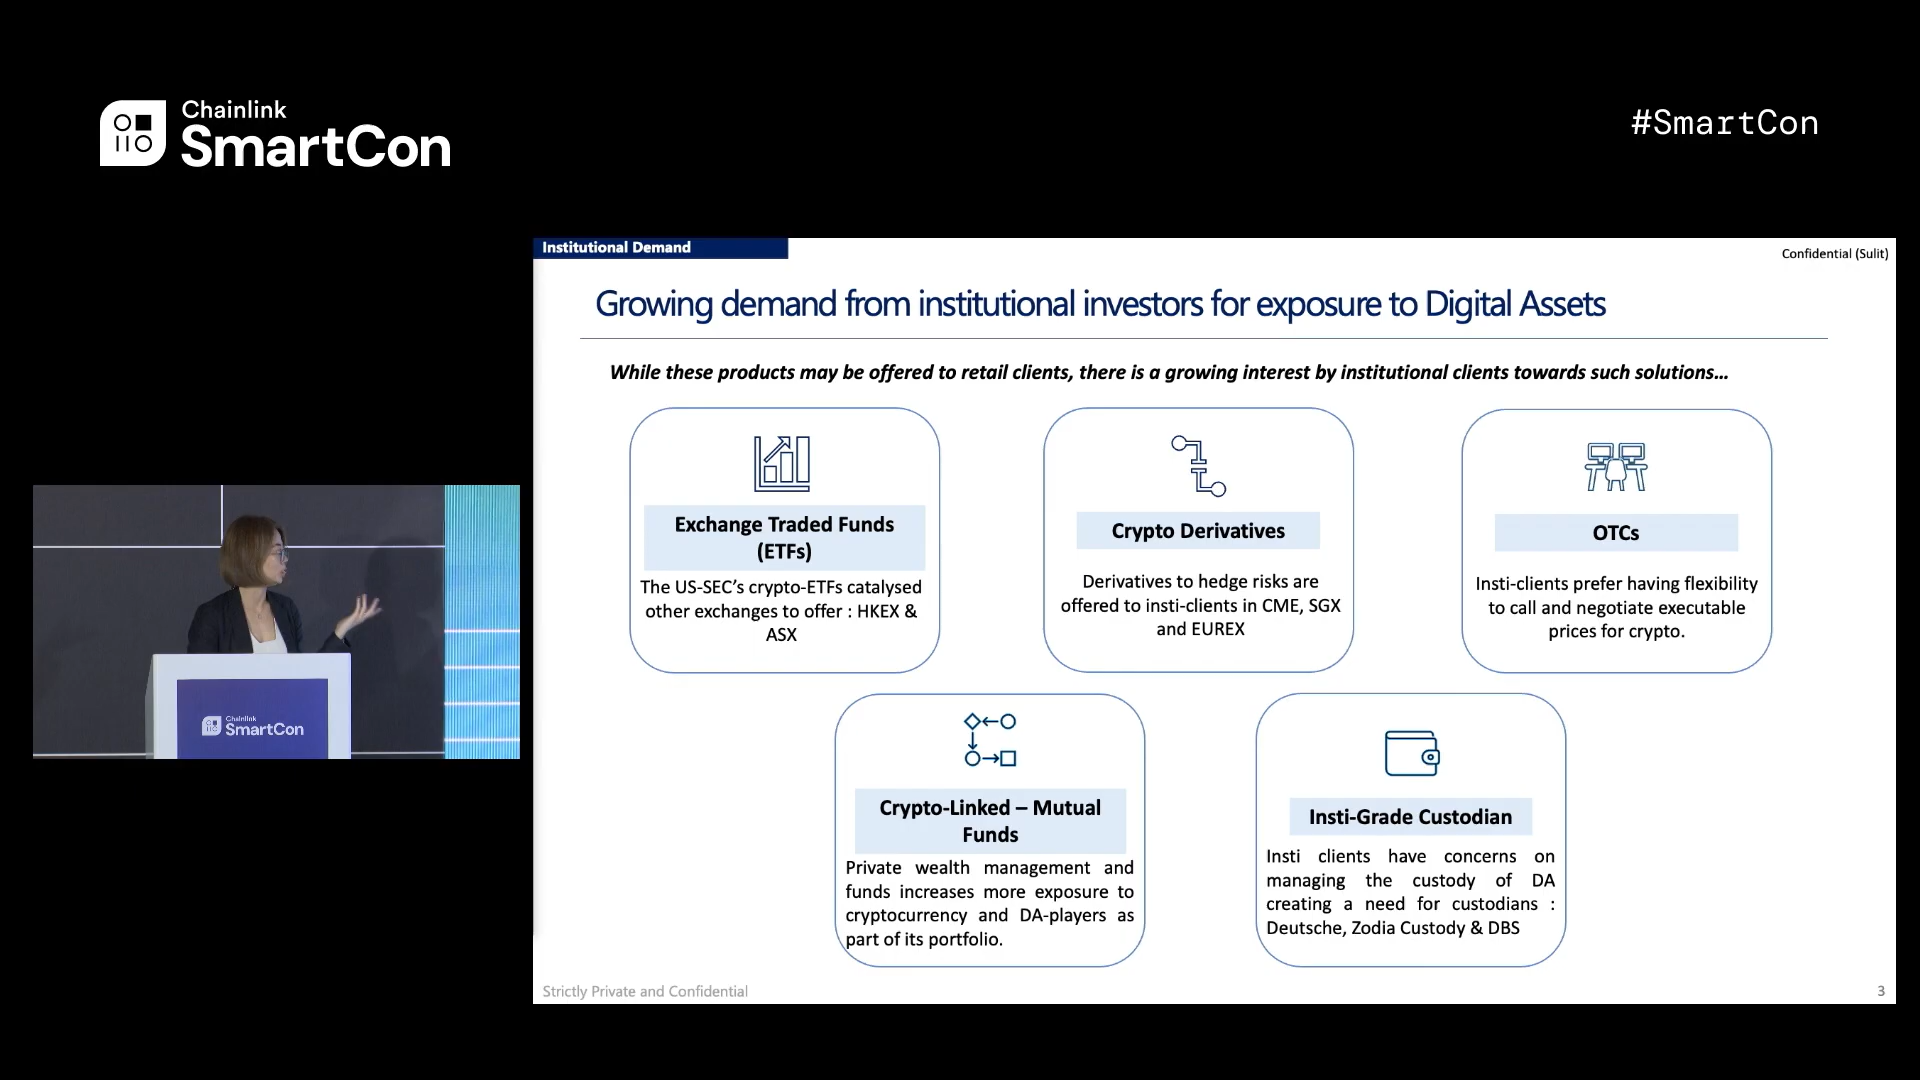 Chainlink
SmartCon
#SmartCon
Institutional Demand
Confidential (Sulit)
Growing demand from institutional investors for exposure to Digital Assets
While these products may be offered to retail clients, there is a growing interest by institutional clients towards such solutions...
Exchange Traded Funds
(ETFs)
The US-SEC’s crypto-ETFs catalysed
other exchanges to offer : HKEX &
ASX
Crypto Derivatives
Derivatives to hedge risks are
offered to insti-clients in CME, SGX
and EUREX
OTCs
Insti-clients prefer having flexibility
to call and negotiate executable
prices for crypto.
Crypto-Linked – Mutual
Funds
Private wealth management and
funds increases more exposure to
cryptocurrency and DA-players as
part of its portfolio.
Insti-Grade Custodian
Insti clients have concerns on
managing the custody of DA
creating a need for custodians :
Deutsche, Zodia Custody & DBS
Chainlink
SmartCon
Strictly Private and Confidential
3